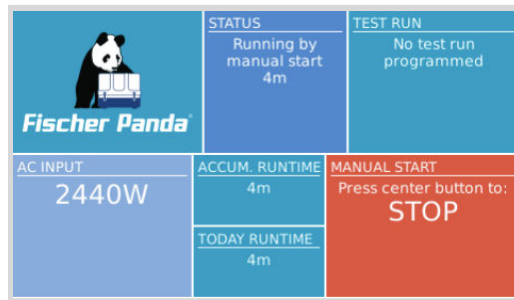 Fischer Panda
STATUS
Running by
manual start
4m
TEST RUN
No test run
programmed
AC INPUT
2440W
ACCUM. RUNTIME
4m
TODAY RUNTIME
4m
MANUAL START
Press center button to:
STOP